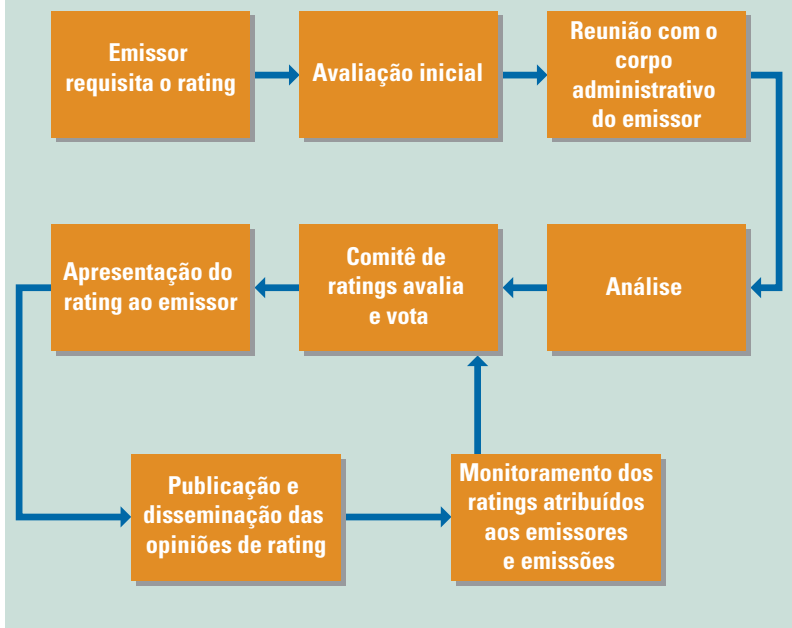 Emissor
requisita o rating
Avaliação inicial
Reunião com o
corpo
administrativo
do emissor
Análise
Comitê de
ratings avalia
e vota
Apresentação do
rating ao emissor
Publicação e
disseminação das
opiniões de rating
Monitoramento dos
ratings atribuídos
aos emissores
e emissões